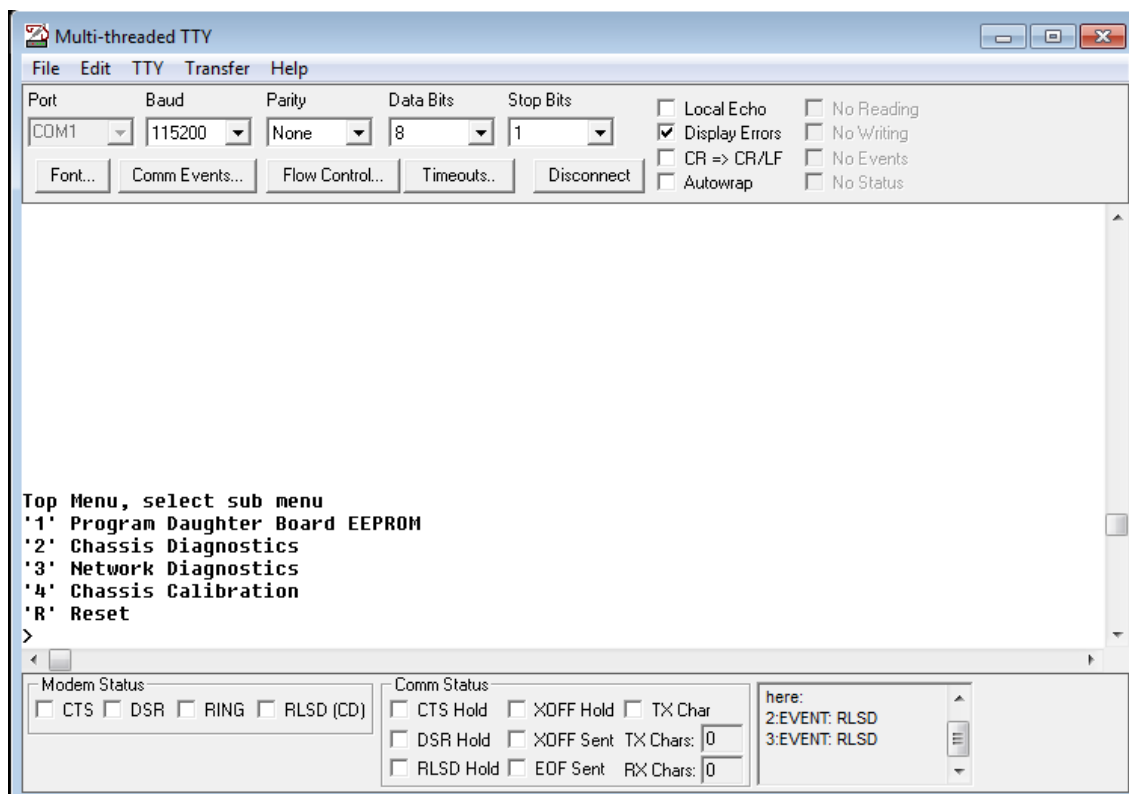 Multi-threaded TTY
File Edit TTY Transfer Help
Port Baud Parity Data Bits Stop Bits
COM1 115200 None 8 1
Font... Comm Events... Flow Control... Timeouts.. Disconnect
Local Echo No Reading
Display Errors No Writing
CR => CR/LF No Events
Autowrap No Status
Top Menu, select sub menu
'1' Program Daughter Board EEPROM
'2' Chassis Diagnostics
'3' Network Diagnostics
'4' Chassis Calibration
'R' Reset
>
Modem Status
CTS DSR RING RLSD (CD)
Comm Status
CTS Hold XOFF Hold TX Char
DSR Hold XOFF Sent TX Chars: 0
RLSD Hold EOF Sent RX Chars: 0
here:
2:EVENT: RLSD
3:EVENT: RLSD